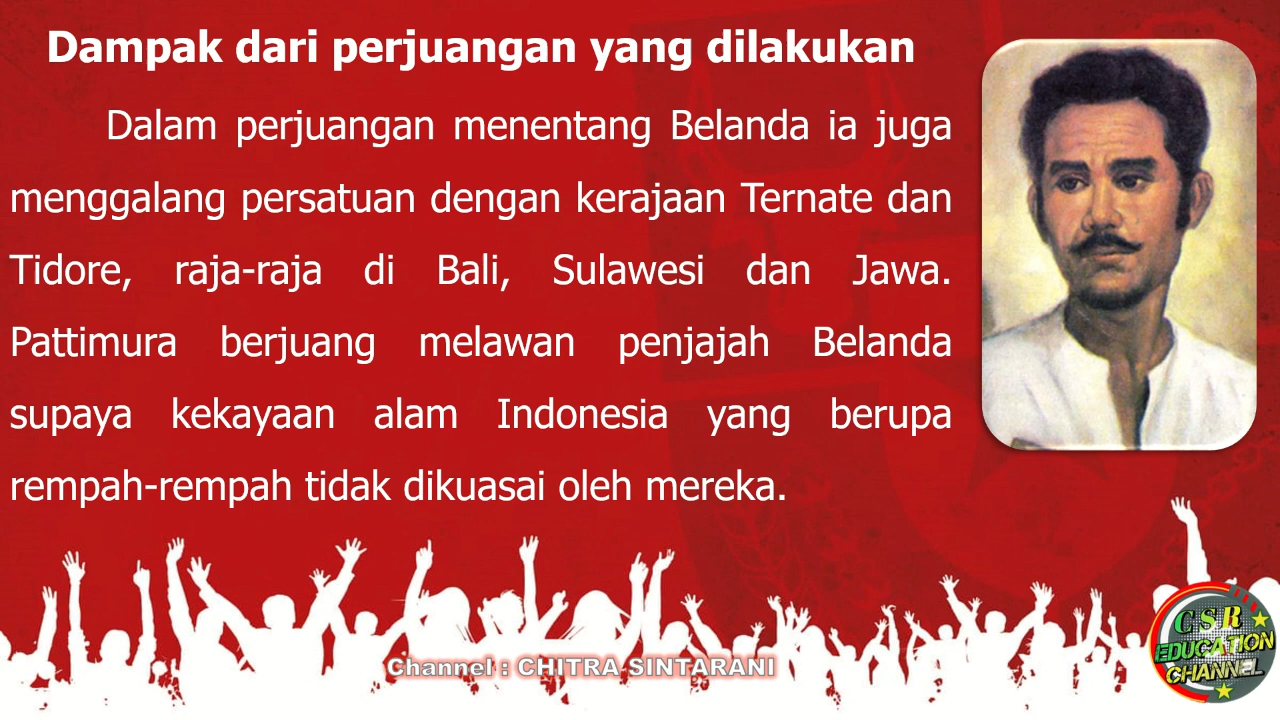 Dampak dari perjuangan yang dilakukan
Dalam perjuangan menentang Belanda ia juga
menggalang persatuan dengan kerajaan Ternate dan
Tidore, raja-raja di Bali, Sulawesi dan Jawa.
Pattimura berjuang melawan penjajah Belanda
supaya kekayaan alam Indonesia yang berupa
rempah-rempah tidak dikuasai oleh mereka.
Channel : CHITRA SINTARANI
CSR
EDUCATION
CHANNEL